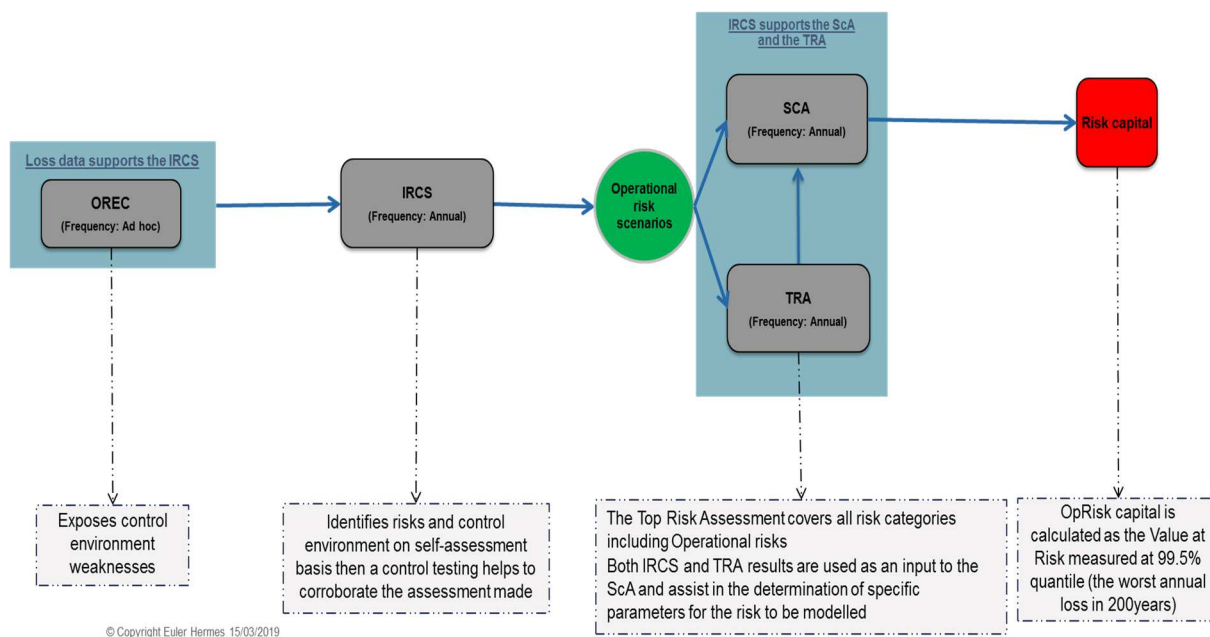 IRCS supports the ScA
and the TRA
SCA
(Frequency: Annual)
Risk capital
Loss data supports the IRCS
OREC
(Frequency: Ad hoc)
IRCS
(Frequency: Annual)
Operational
risk
scenarios
TRA
(Frequency: Annual)
Exposes control
environment
weaknesses
Identifies risks and control
environment on self-assessment
basis then a control testing helps to
corroborate the assessment made
The Top Risk Assessment covers all risk categories
including Operational risks
Both IRCS and TRA results are used as an input to the
ScA and assist in the determination of specific
parameters for the risk to be modelled
OpRisk capital is
calculated as the Value at
Risk measured at 99.5%
quantile (the worst annual
loss in 200years)
© Copyright Euler Hermes 15/03/2019